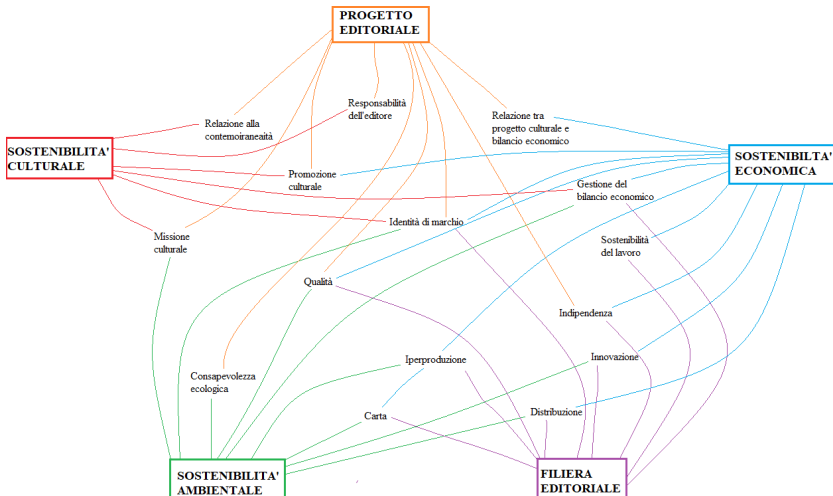 PROGETTO
EDITORIALE
Responsabilità
dell'editore
Relazione alla
contemoiraneaità
Relazione tra
progetto culturale e
bilancio economico
SOSTENIBILITA'
CULTURALE
SOSTENIBILTA'
ECONOMICA
Promozione
culturale
Gestione del
bilancio economico
Identità di marchio
Missione
culturale
Sostenibilità
del lavoro
Qualità
Indipendenza
Iperproduzione
Innovazione
Consapevolezza
ecologica
Carta
Distribuzione
SOSTENIBILITA'
AMBIENTALE
FILIERA
EDITORIALE